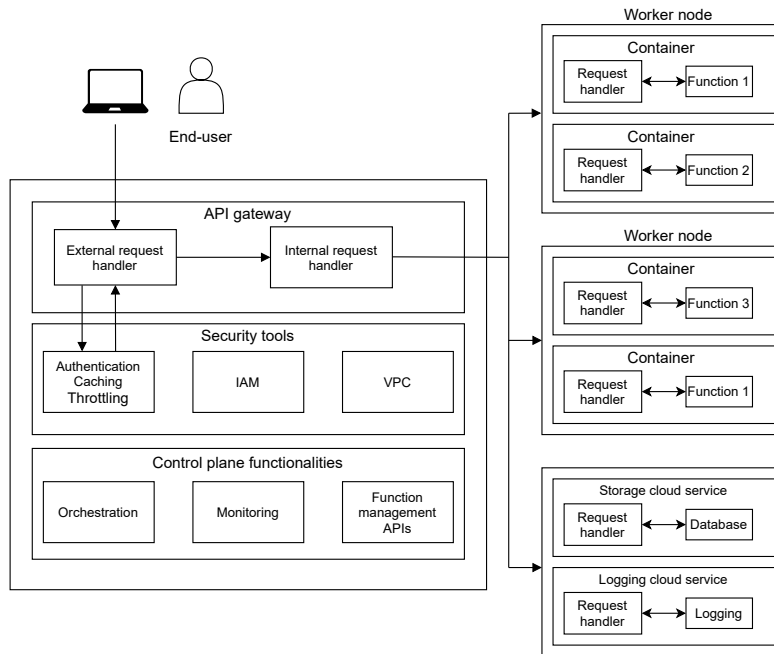 End-user
API gateway
External request
handler
Internal request
handler
Security tools
Authentication
Caching
Throttling
IAM
VPC
Control plane functionalities
Orchestration
Monitoring
Function
management
APIs
Worker node
Container
Request
handler
Function 1
Container
Request
handler
Function 2
Worker node
Container
Request
handler
Function 3
Container
Request
handler
Function 1
Storage cloud service
Request
handler
Database
Logging cloud service
Request
handler
Logging